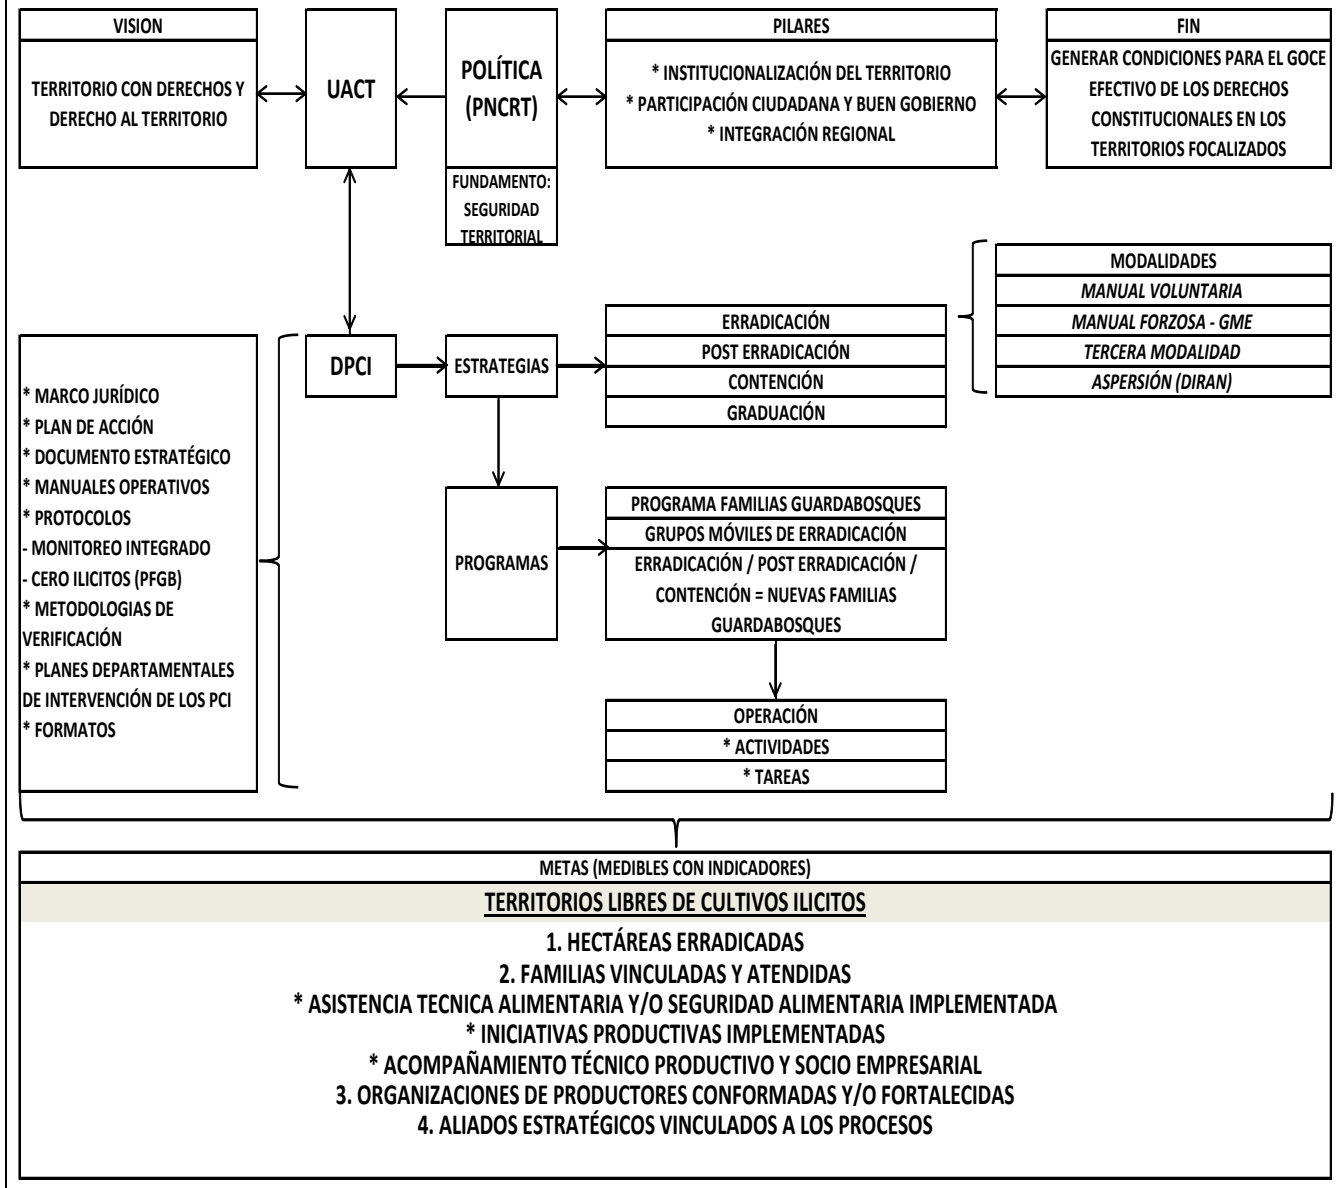 VISION
TERRITORIO CON DERECHOS Y
DERECHO AL TERRITORIO
UACT
POLÍTICA
(PNCRT)
FUNDAMENTO:
SEGURIDAD
TERRITORIAL
PILARES
* INSTITUCIONALIZACIÓN DEL TERRITORIO
* PARTICIPACIÓN CIUDADANA Y BUEN GOBIERNO
* INTEGRACIÓN REGIONAL
FIN
GENERAR CONDICIONES PARA EL GOCE
EFECTIVO DE LOS DERECHOS
CONSTITUCIONALES EN LOS
TERRITORIOS FOCALIZADOS
* MARCO JURÍDICO
* PLAN DE ACCIÓN
* DOCUMENTO ESTRATÉGICO
* MANUALES OPERATIVOS
* PROTOCOLOS
- MONITOREO INTEGRADO
- CERO ILICITOS (PFGB)
* METODOLOGIAS DE
VERIFICACIÓN
* PLANES DEPARTAMENTALES
DE INTERVENCIÓN DE LOS PCI
* FORMATOS
DPCI
ESTRATEGIAS
ERRADICACIÓN
POST ERRADICACIÓN
CONTENCIÓN
GRADUACIÓN
MODALIDADES
MANUAL VOLUNTARIA
MANUAL FORZOSA - GME
TERCERA MODALIDAD
ASPERSIÓN (DIRAN)
PROGRAMAS
PROGRAMA FAMILIAS GUARDABOSQUES
GRUPOS MÓVILES DE ERRADICACIÓN
ERRADICACIÓN / POST ERRADICACIÓN /
CONTENCIÓN = NUEVAS FAMILIAS
GUARDABOSQUES
OPERACIÓN
* ACTIVIDADES
* TAREAS
METAS (MEDIBLES CON INDICADORES)
TERRITORIOS LIBRES DE CULTIVOS ILICITOS
1. HECTÁREAS ERRADICADAS
2. FAMILIAS VINCULADAS Y ATENDIDAS
* ASISTENCIA TECNICA ALIMENTARIA Y/O SEGURIDAD ALIMENTARIA IMPLEMENTADA
* INICIATIVAS PRODUCTIVAS IMPLEMENTADAS
* ACOMPAÑAMIENTO TÉCNICO PRODUCTIVO Y SOCIO EMPRESARIAL
3. ORGANIZACIONES DE PRODUCTORES CONFORMADAS Y/O FORTALECIDAS
4. ALIADOS ESTRATÉGICOS VINCULADOS A LOS PROCESOS